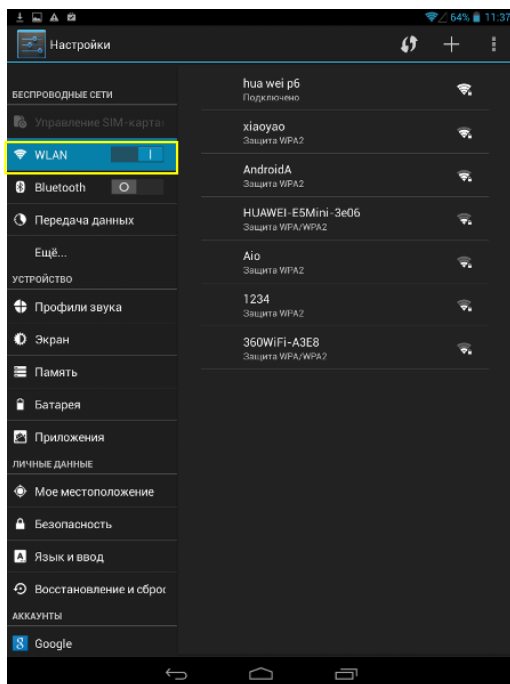 64% 11:37
Настройки
БЕСПРОВОДНЫЕ СЕТИ
Управление SIM-карта
WLAN
Bluetooth
Передача данных
Ещё...
УСТРОЙСТВО
Профили звука
Экран
Память
Батарея
Приложения
ЛИЧНЫЕ ДАННЫЕ
Мое местоположение
Безопасность
A Язык и ввод
Восстановление и сброс
АККАУНТЫ
8 Google
hua wei p6
Подключено
xiaoyao
Защита WPA2
AndroidA
Защита WPA2
HUAWEI-E5Mini-3e06
Защита WPA/WPA2
Aio
Защита WPA2
1234
Защита WPA2
360WiFi-A3E8
Защита WPA/WPA2